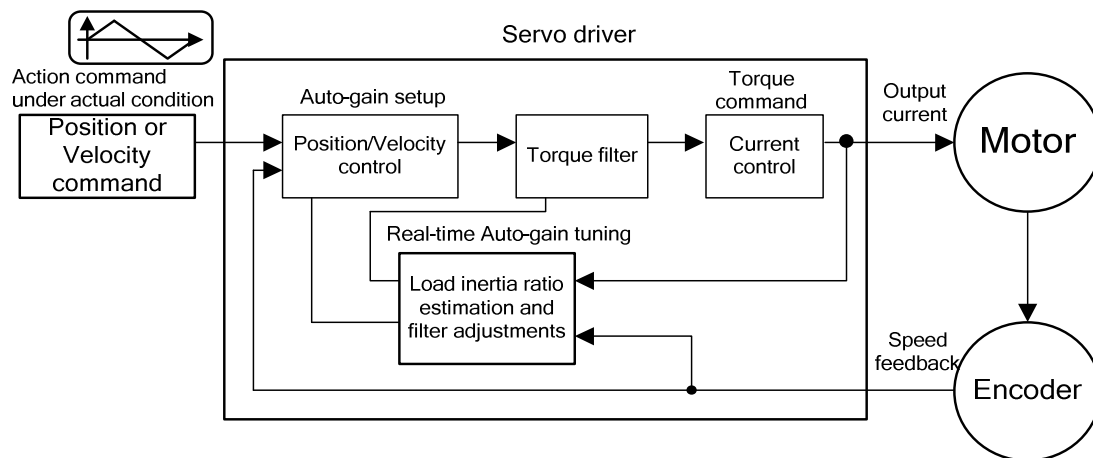 Servo driver
Action command
under actual condition
Position or
Velocity
command
Auto-gain setup
Position/Velocity
control
Torque filter
Torque
command
Current
control
Output
current
Motor
Real-time Auto-gain tuning
Load inertia ratio
estimation and
filter adjustments
Speed
feedback
Encoder